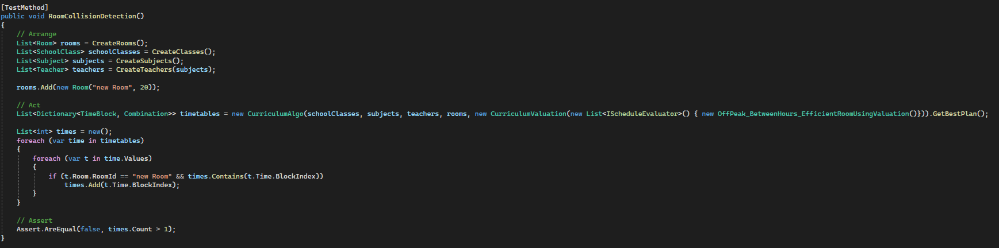 [TestMethod]
public void RoomCollisionDetection()
{
    // Arrange
    List<Room> rooms = CreateRooms();
    List<SchoolClass> schoolClasses = CreateClasses();
    List<Subject> subjects = CreateSubjects();
    List<Teacher> teachers = CreateTeachers(subjects);

    rooms.Add(new Room("new Room", 20));

    // Act
    List<Dictionary<TimeBlock, Combination>> timetables = new CurriculumAlgo(schoolClasses, subjects, teachers, rooms, new CurriculumValuation(new List<IScheduleEvaluator>() { new OffPeak_BetweenHours_EfficientRoomUsingValuation()})).GetBestPlan();

    List<int> times = new();
    foreach (var time in timetables)
    {
        foreach (var t in time.Values)
        {
            if (t.Room.RoomId == "new Room" && times.Contains(t.Time.BlockIndex))
                times.Add(t.Time.BlockIndex);
        }
    }

    // Assert
    Assert.AreEqual(false, times.Count > 1);
}